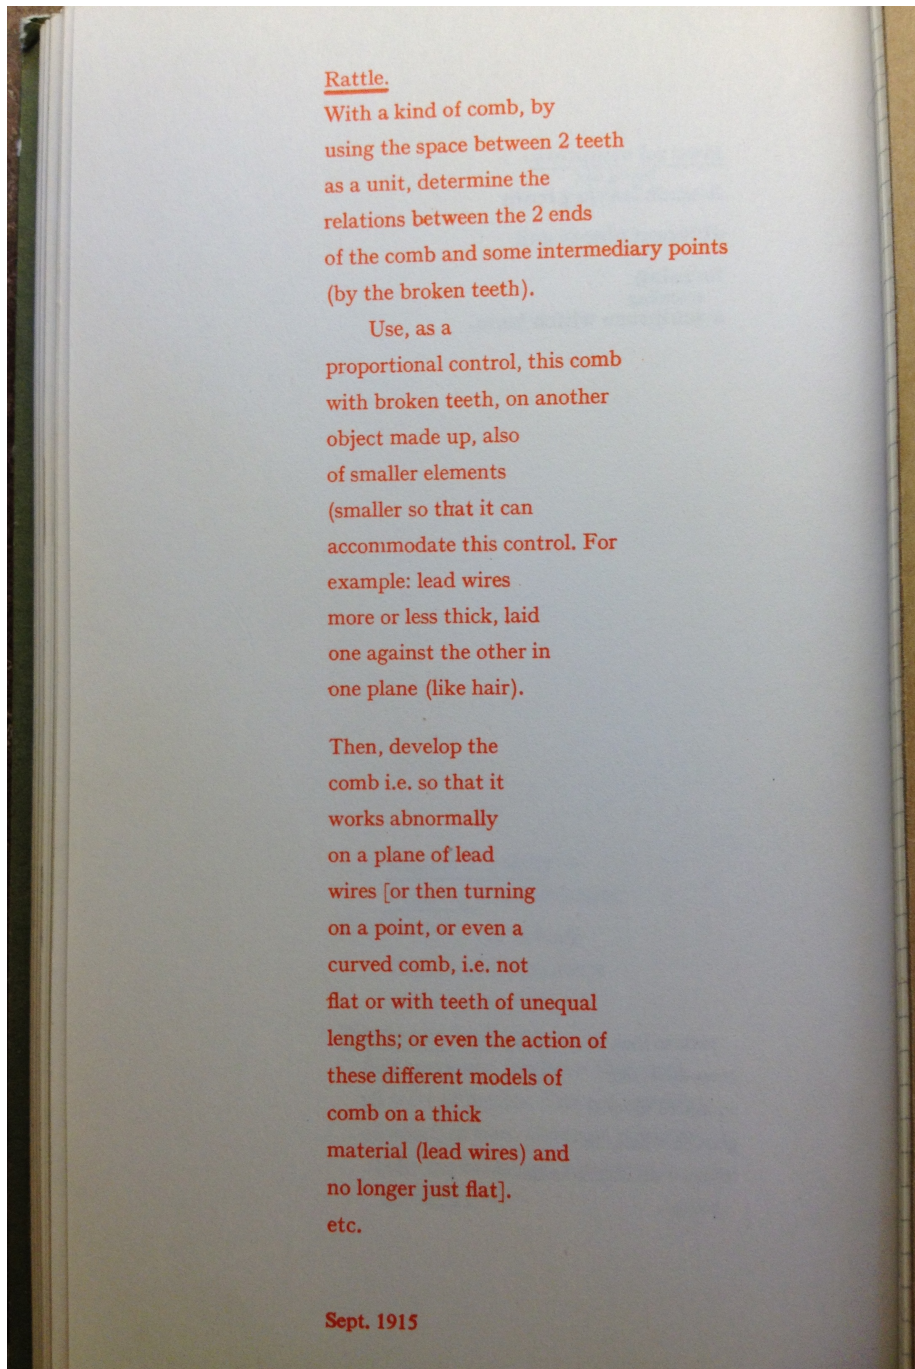 Rattle.
With a kind of comb, by
using the space between 2 teeth
as a unit, determine the
relations between the 2 ends
of the comb and some intermediary points
(by the broken teeth).
Use, as a
proportional control, this comb
with broken teeth, on another
object made up, also
of smaller elements
(smaller so that it can
accommodate this control. For
example: lead wires
more or less thick, laid
one against the other in
one plane (like hair).
Then, develop the
comb i.e. so that it
works abnormally
on a plane of lead
wires [or then turning
on a point, or even a
curved comb, i.e. not
flat or with teeth of unequal
lengths; or even the action of
these different models of
comb on a thick
material (lead wires) and
no longer just flat].
etc.
Sept. 1915